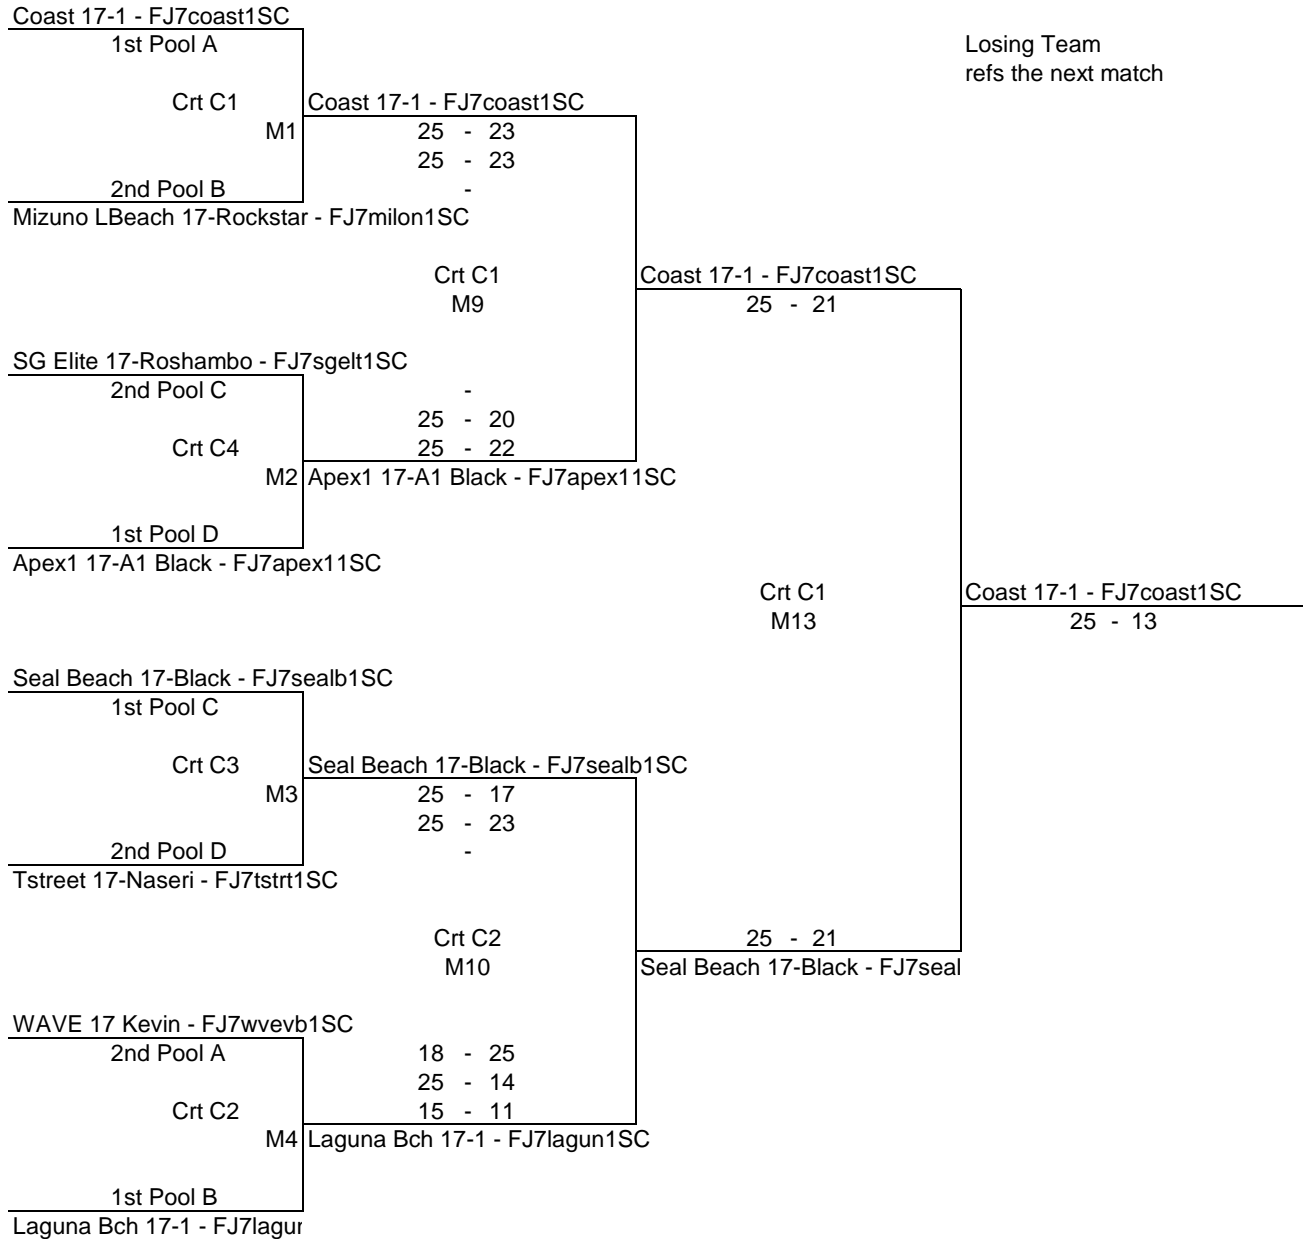 Coast 17-1 - FJ7coast1SC
1st Pool A
Losing Team
refs the next match
Crt C1
Coast 17-1 - FJ7coast1SC
M1
25 - 23
25 - 23
2nd Pool B
-
Mizuno LBeach 17-Rockstar - FJ7milon1SC
Crt C1
Coast 17-1 - FJ7coast1SC
M9
25 - 21
SG Elite 17-Roshambo - FJ7sgelt1SC
2nd Pool C
-
25 - 20
Crt C4
25 - 22
M2
Apex1 17-A1 Black - FJ7apex11SC
1st Pool D
Apex1 17-A1 Black - FJ7apex11SC
Crt C1
Coast 17-1 - FJ7coast1SC
M13
25 - 13
Seal Beach 17-Black - FJ7sealb1SC
1st Pool C
Crt C3
Seal Beach 17-Black - FJ7sealb1SC
M3
25 - 17
25 - 23
2nd Pool D
-
Tstreet 17-Naseri - FJ7tstrt1SC
Crt C2
25 - 21
M10
Seal Beach 17-Black - FJ7seal
WAVE 17 Kevin - FJ7wvevb1SC
2nd Pool A
18 - 25
25 - 14
Crt C2
15 - 11
M4
Laguna Bch 17-1 - FJ7lagun1SC
1st Pool B
Laguna Bch 17-1 - FJ7lagur